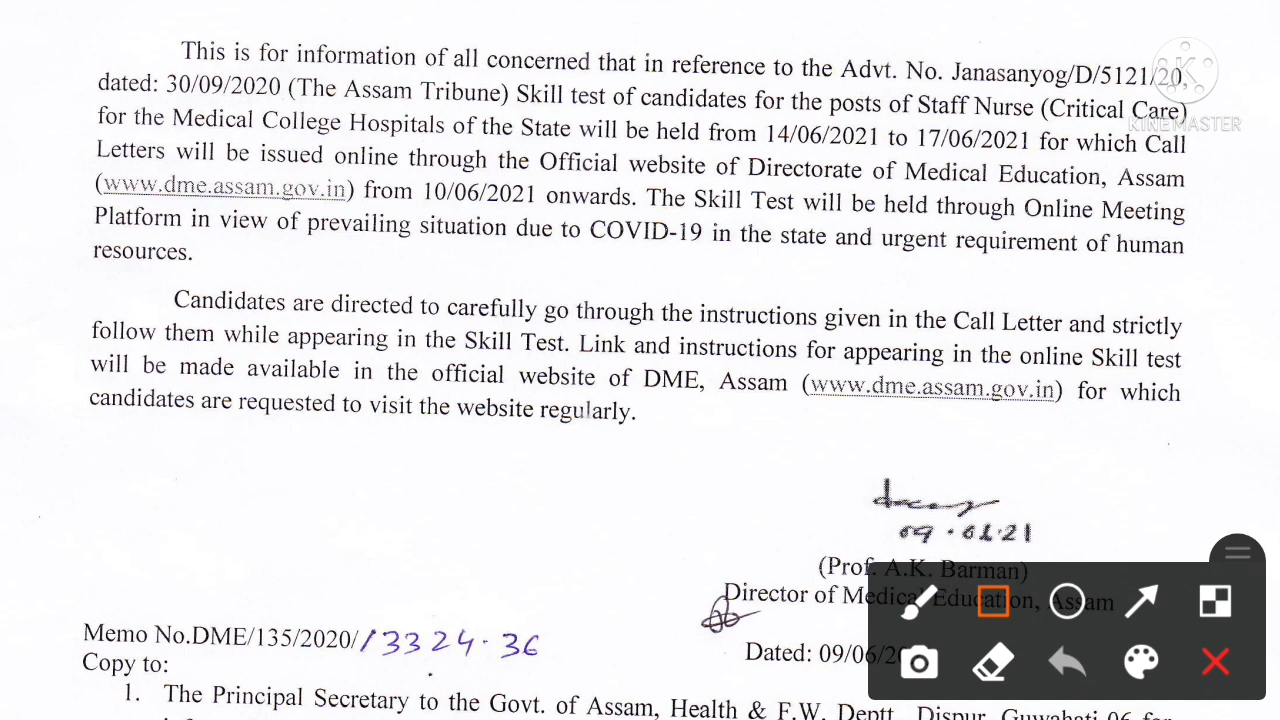 This is for information of all concerned that in reference to the Advt. No. Janasanyog/D/5121/20,
dated: 30/09/2020 (The Assam Tribune) Skill test of candidates for the posts of Staff Nurse (Critical Care)
for the Medical College Hospitals of the State will be held from 14/06/2021 to 17/06/2021 for which Call
Letters will be issued online through the Official website of Directorate of Medical Education, Assam
(www.dme.assam.gov.in) from 10/06/2021 onwards. The Skill Test will be held through Online Meeting
Platform in view of prevailing situation due to COVID-19 in the state and urgent requirement of human
resources.
Candidates are directed to carefully go through the instructions given in the Call Letter and strictly
follow them while appearing in the Skill Test. Link and instructions for appearing in the online Skill test
will be made available in the official website of DME, Assam (www.dme.assam.gov.in) for which
candidates are requested to visit the website regularly.
09.06.21
(Prof. A.K. Barman)
Director of Medical Education, Assam
Memo No.DME/135/2020/13324-36
Dated: 09/06/20
Copy to:
1. The Principal Secretary to the Govt. of Assam, Health & F.W. Deptt., Dispur, Guwahati-06 for
K
KINEMASTER